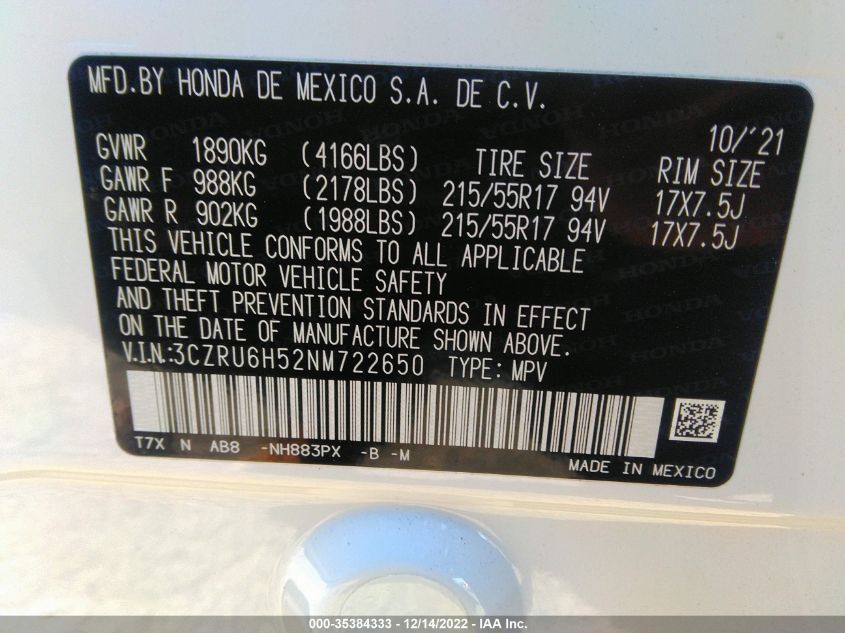 MFD.BY HONDA DE MEXICO S.A. DE C.V.
10/'21
GVWR 1890KG (4166LBS) TIRE SIZE RIM SIZE
GAWR F 988KG (2178LBS) 215/55R17 94V 17X7.5J
GAWR R 902KG (1988LBS) 215/55R17 94V 17X7.5J
THIS VEHICLE CONFORMS TO ALL APPLICABLE
FEDERAL MOTOR VEHICLE SAFETY
AND THEFT PREVENTION STANDARDS IN EFFECT
ON THE DATE OF MANUFACTURE SHOWN ABOVE.
V.I.N.:3CZRU6H52NM722650 TYPE: MPV
T7X N AB8 -NH883PX -B -M
MADE IN MEXICO
000-35384333 – 12/14/2022 – IAA Inc.